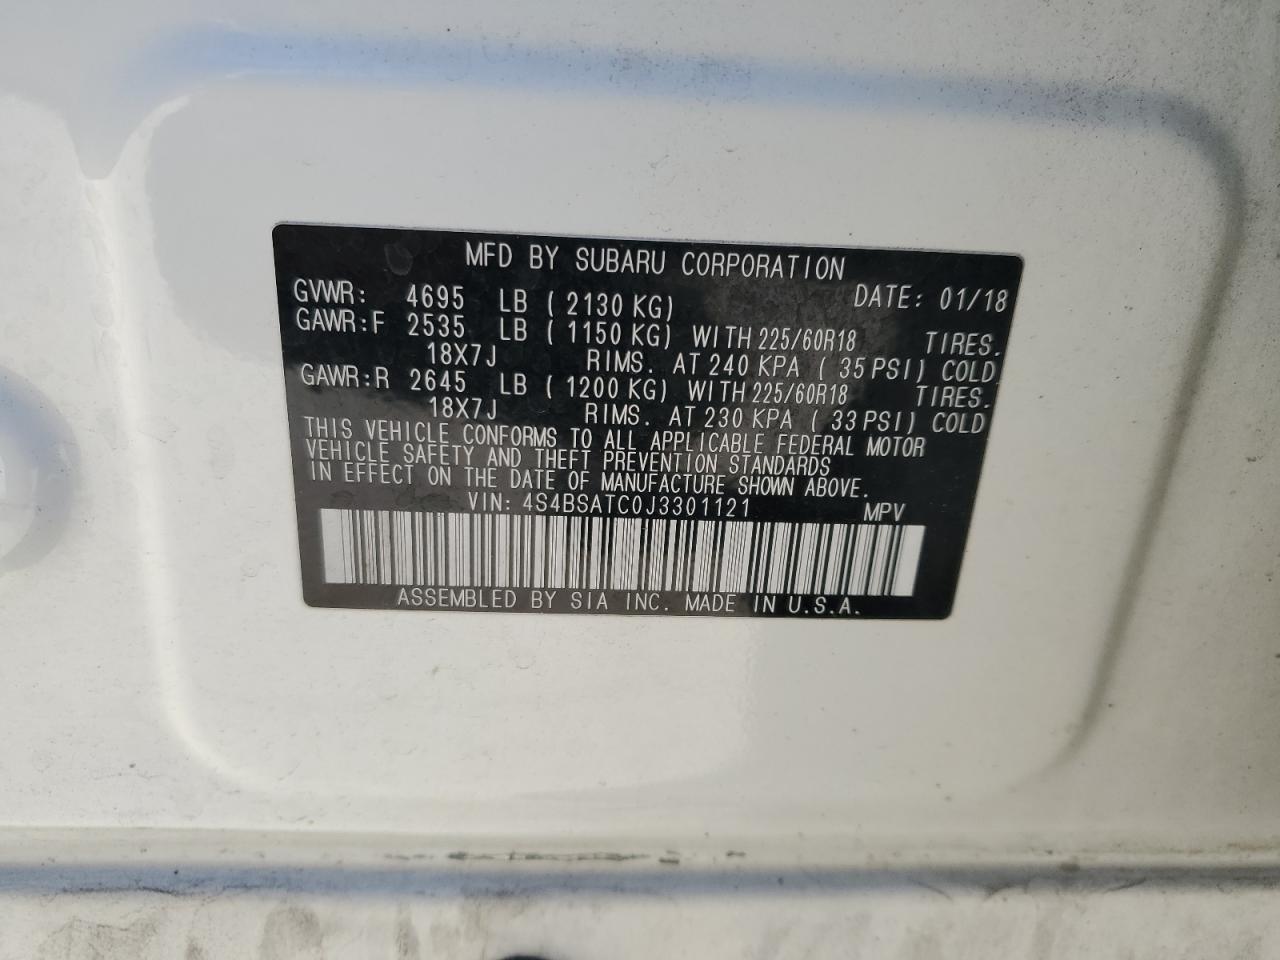 MFD BY SUBARU CORPORATION
GVWR: 4695 LB ( 2130 KG) DATE: 01/18
GAWR:F 2535 LB ( 1150 KG) WITH 225/60R18 TIRES.
18X7J RIMS. AT 240 KPA ( 35 PSI) COLD
GAWR:R 2645 LB ( 1200 KG) WITH 225/60R18 TIRES.
18X7J RIMS. AT 230 KPA ( 33 PSI) COLD
THIS VEHICLE CONFORMS TO ALL APPLICABLE FEDERAL MOTOR
VEHICLE SAFETY AND THEFT PREVENTION STANDARDS
IN EFFECT ON THE DATE OF MANUFACTURE SHOWN ABOVE.
VIN: 4S4BSATC0J3301121 MPV
ASSEMBLED BY SIA INC. MADE IN U.S.A.